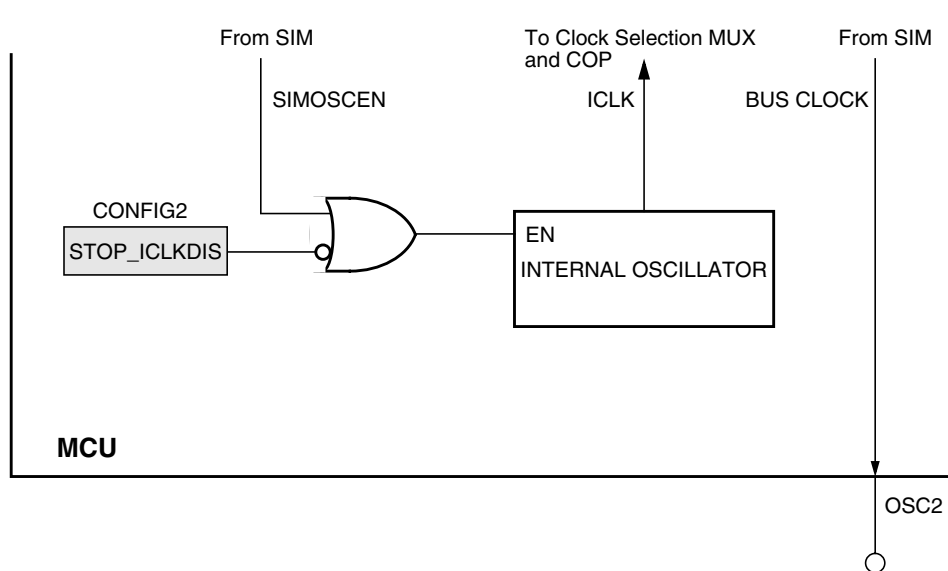 From SIM
To Clock Selection MUX
and COP
From SIM
SIMOSCEN
ICLK
BUS CLOCK
CONFIG2
STOP_ICLKDIS
EN
INTERNAL OSCILLATOR
MCU
OSC2